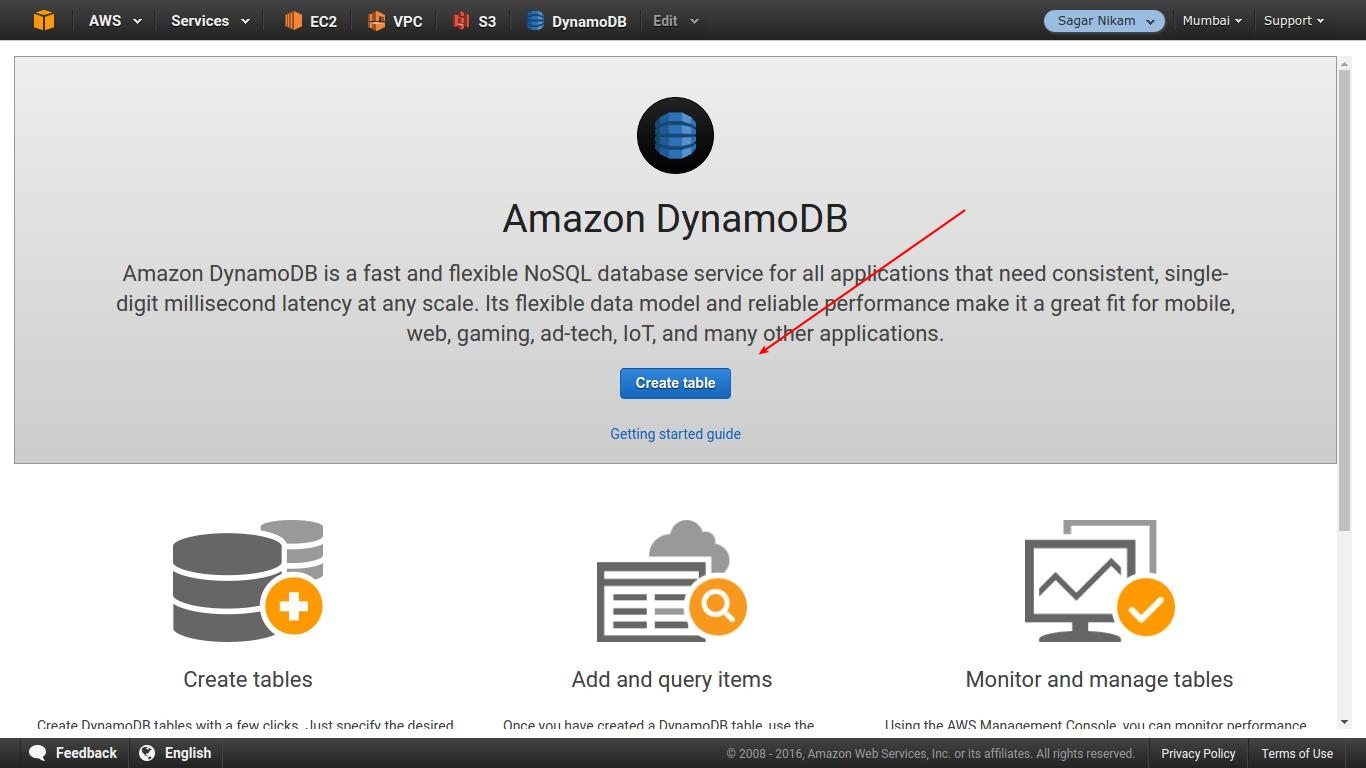 AWS Services EC2 VPC S3 DynamoDB Edit Sagar Nikam Mumbai Support
Amazon DynamoDB
Amazon DynamoDB is a fast and flexible NoSQL database service for all applications that need consistent, single-
digit millisecond latency at any scale. Its flexible data model and reliable performance make it a great fit for mobile,
web, gaming, ad-tech, IoT, and many other applications.
Create table
Getting started guide
Create tables
Add and query items
Monitor and manage tables
Create DynamoDB tables with a few clicks. Just specify the desired
Once you have created a DynamoDB table, use the
Using the AWS Management Console, you can monitor performance
Feedback English © 2008 - 2016, Amazon Web Services, Inc. or its affiliates. All rights reserved. Privacy Policy Terms of Use